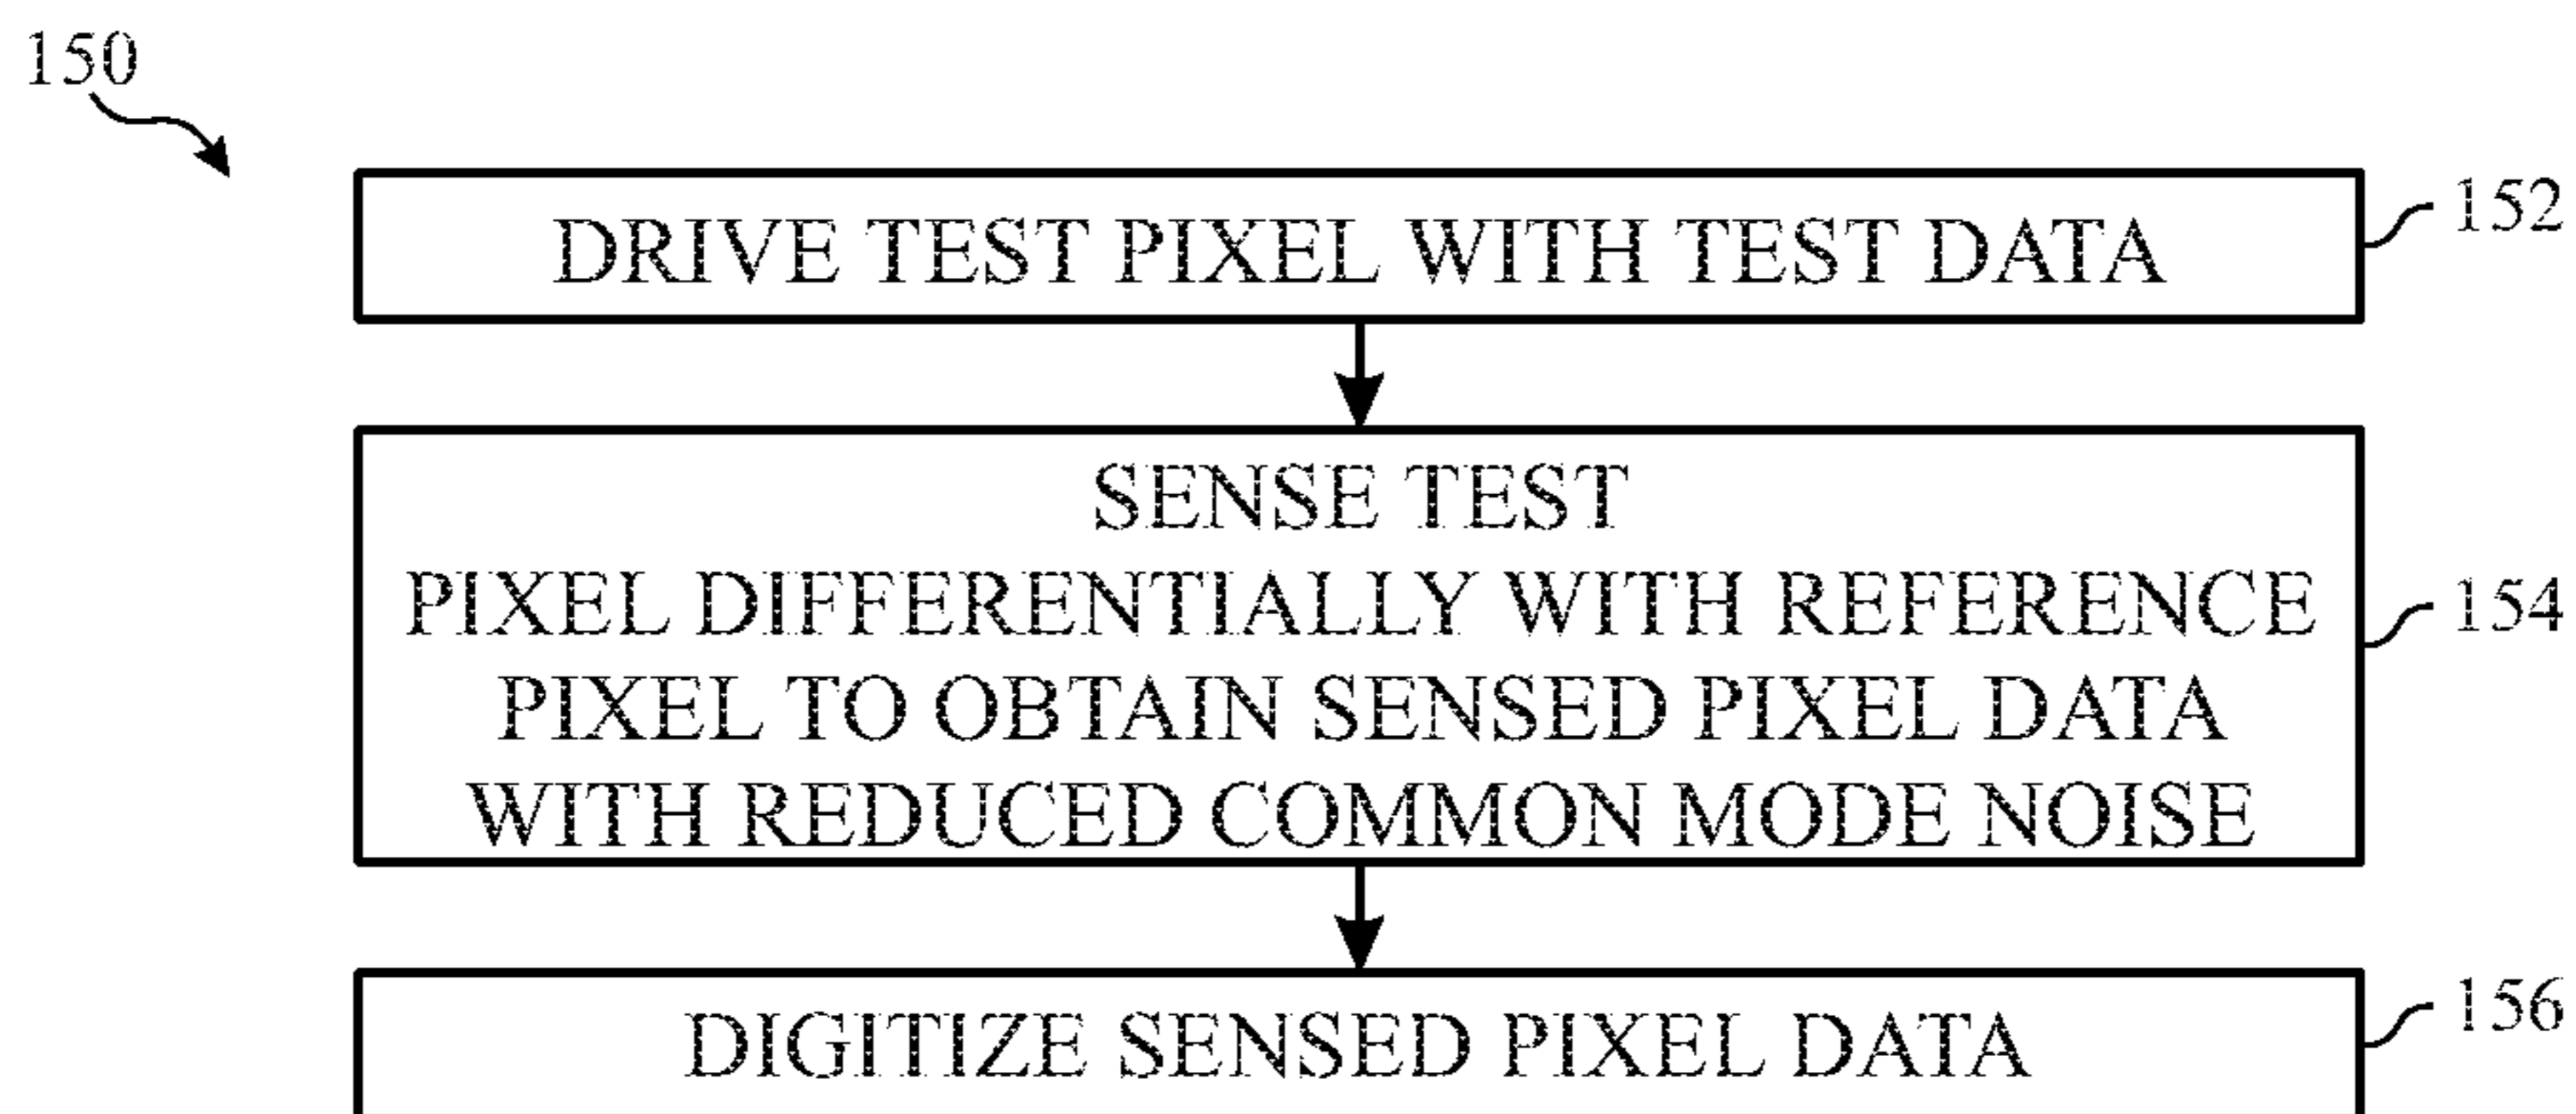 150
DRIVE TEST PIXEL WITH TEST DATA
152
SENSE TEST
PIXEL DIFFERENTIALLY WITH REFERENCE
PIXEL TO OBTAIN SENSED PIXEL DATA
WITH REDUCED COMMON MODE NOISE
154
DIGITIZE SENSED PIXEL DATA
156